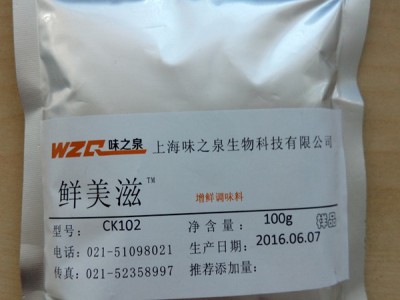 WZQ 味之泉 上海味之泉生物科技有限公司
鲜美滋™ 增鲜调味料
型号： CK102 净含量： 100g 样品
电话：021-51098021 生产日期：2016.06.07
传真：021-52358997 推荐添加量：